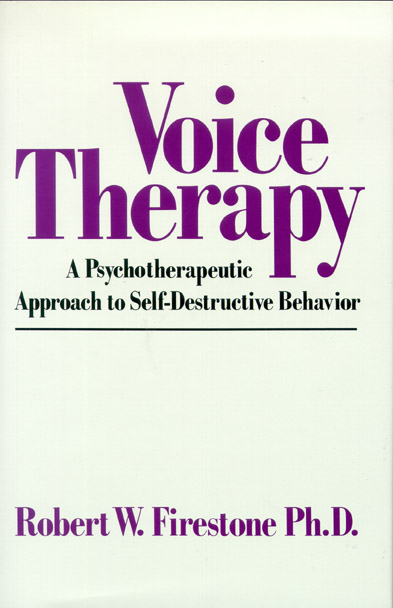 Voice
Therapy
A Psychotherapeutic
Approach to Self-Destructive Behavior
Robert W. Firestone Ph.D.